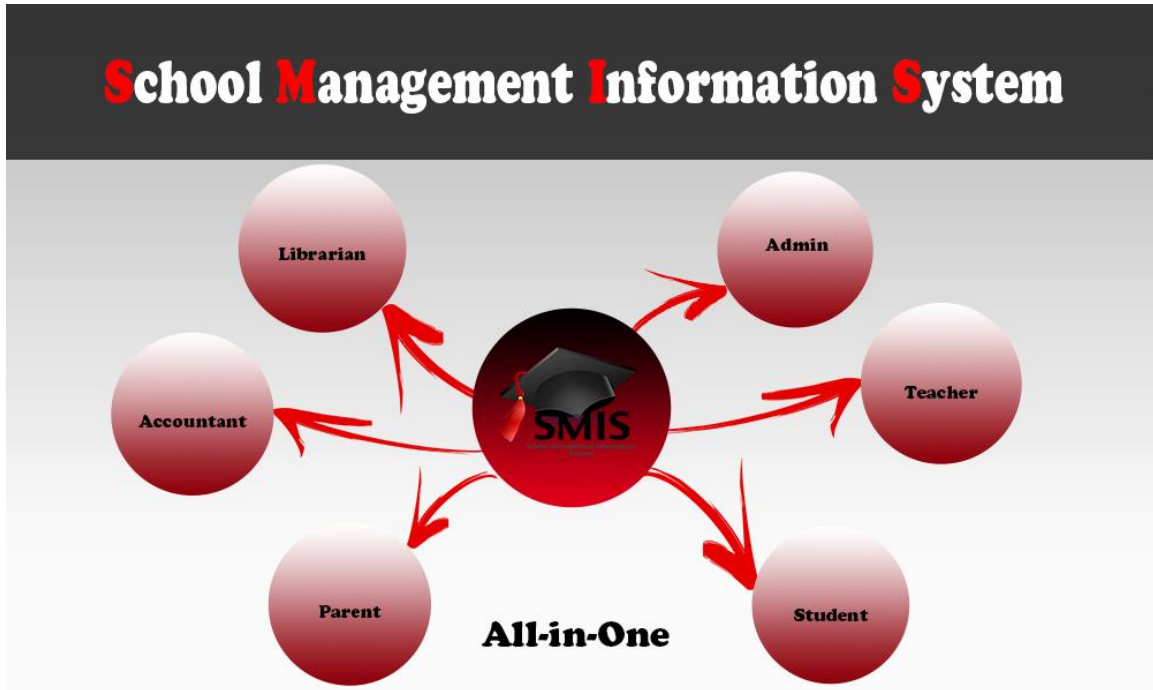 School Management Information System
Librarian
Admin
Accountant
Teacher
SMIS
Parent
Student
All-in-One